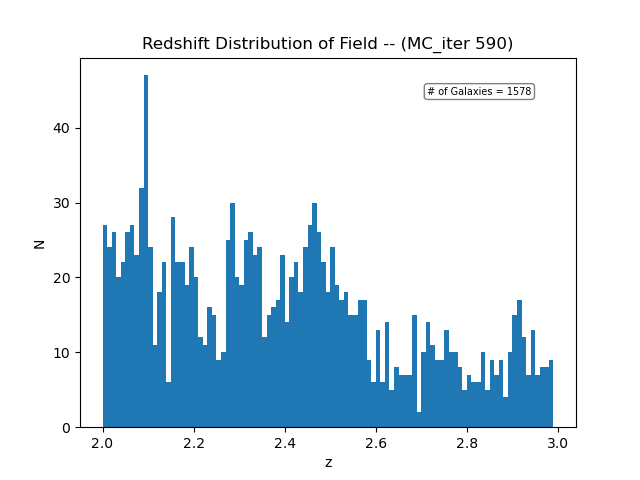 Redshift Distribution of Field -- (MC_iter 590)
# of Galaxies = 1578
N
40
30
20
10
0
2.0 2.2 2.4 2.6 2.8 3.0
z